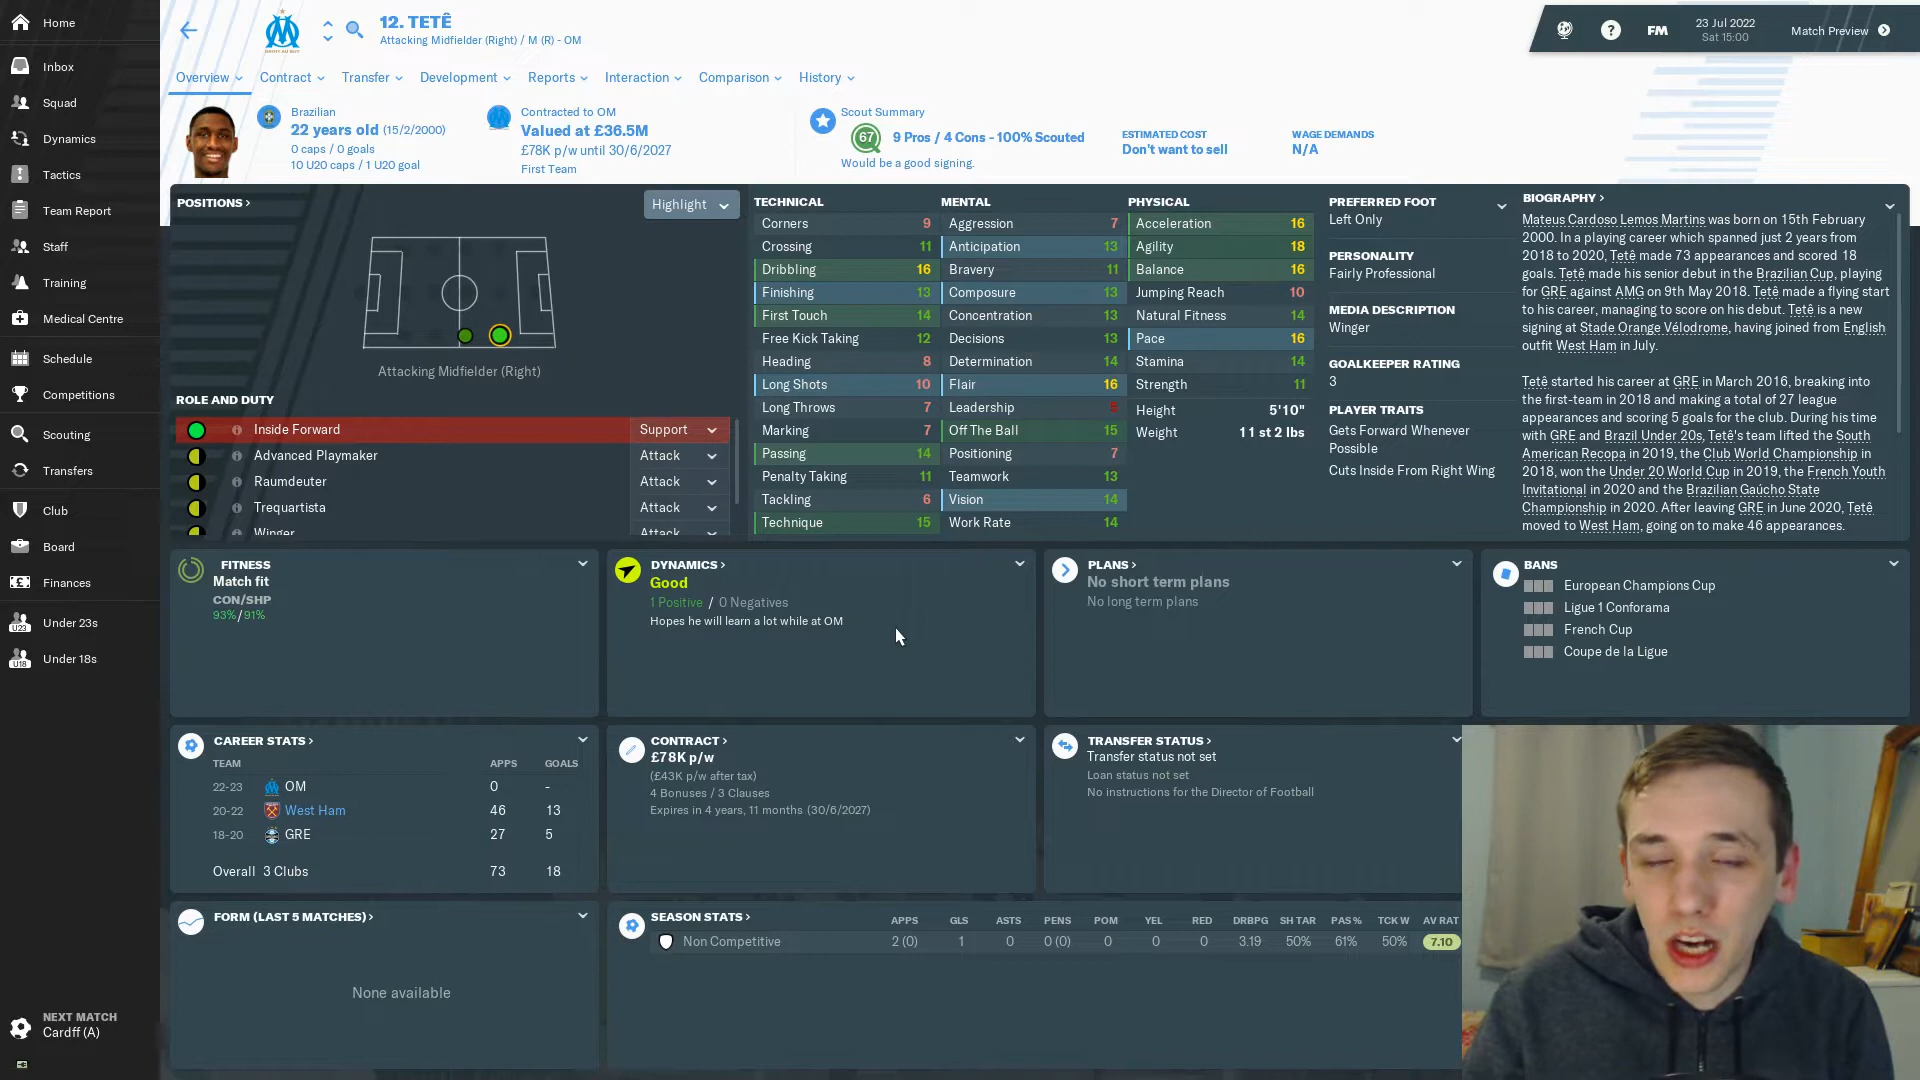 Home
Inbox
Squad
Dynamics
Tactics
Team Report
Staff
Training
Medical Centre
Schedule
Competitions
Scouting
Transfers
Club
Board
Finances
U23 Under 23s
U18 Under 18s
NEXT MATCH
Cardff (A)
12. TETÊ
Attacking Midfielder (Right) / M (R) - OM
? FM 23 Jul 2022
Sat 15:00
Match Preview
Overview Contract Transfer Development Reports Interaction Comparison History
Brazilian
22 years old (15/2/2000)
0 caps / 0 goals
10 U20 caps / 1 U20 goal
Contracted to OM
Valued at £36.5M
£78K p/w until 30/6/2027
First Team
Scout Summary
67 9 Pros / 4 Cons - 100% Scouted
Would be a good signing.
ESTIMATED COST
Don't want to sell
WAGE DEMANDS
N/A
POSITIONS >
Highlight
Attacking Midfielder (Right)
ROLE AND DUTY
Inside Forward Support
Advanced Playmaker Attack
Raumdeuter Attack
Trequartista Attack
Winger Attack
TECHNICAL
Corners 9
Crossing 11
Dribbling 16
Finishing 13
First Touch 14
Free Kick Taking 12
Heading 8
Long Shots 10
Long Throws 7
Marking 7
Passing 14
Penalty Taking 11
Tackling 6
Technique 15
MENTAL
Aggression 7
Anticipation 13
Bravery 11
Composure 13
Concentration 13
Decisions 13
Determination 14
Flair 16
Leadership 5
Off The Ball 15
Positioning 7
Teamwork 13
Vision 14
Work Rate 14
PHYSICAL
Acceleration 16
Agility 18
Balance 16
Jumping Reach 10
Natural Fitness 14
Pace 16
Stamina 14
Strength 11
Height 5'10"
Weight 11 st 2 lbs
PREFERRED FOOT
Left Only
PERSONALITY
Fairly Professional
MEDIA DESCRIPTION
Winger
GOALKEEPER RATING
3
PLAYER TRAITS
Gets Forward Whenever
Possible
Cuts Inside From Right Wing
BIOGRAPHY >
Mateus Cardoso Lemos Martins was born on 15th February
2000. In a playing career which spanned just 2 years from
2018 to 2020, Tetê made 73 appearances and scored 18
goals. Tetê made his senior debut in the Brazilian Cup, playing
for GRE against AMG on 9th May 2018. Tetê made a flying start
to his career, managing to score on his debut. Tetê is a new
signing at Stade Orange Vélodrome, having joined from English
outfit West Ham in July.
Tetê started his career at GRE in March 2016, breaking into
the first-team in 2018 and making a total of 27 league
appearances and scoring 5 goals for the club. During his time
with GRE and Brazil Under 20s, Tetê's team lifted the South
American Recopa in 2019, the Club World Championship in
2018, won the Under 20 World Cup in 2019, the French Youth
Invitational in 2020 and the Brazilian Gaúcho State
Championship in 2020. After leaving GRE in June 2020, Tetê
moved to West Ham, going on to make 46 appearances.
FITNESS
Match fit
CON/SHP
93%/91%
DYNAMICS >
Good
1 Positive / 0 Negatives
Hopes he will learn a lot while at OM
PLANS >
No short term plans
No long term plans
BANS
European Champions Cup
Ligue 1 Conforama
French Cup
Coupe de la Ligue
CAREER STATS >
TEAM APPS GOALS
22-23 OM 0 -
20-22 West Ham 46 13
18-20 GRE 27 5
Overall 3 Clubs 73 18
CONTRACT >
£78K p/w
(£43K p/w after tax)
4 Bonuses / 3 Clauses
Expires in 4 years, 11 months (30/6/2027)
TRANSFER STATUS >
Transfer status not set
Loan status not set
No instructions for the Director of Football
FORM (LAST 5 MATCHES) >
None available
SEASON STATS > APPS GLS ASTS PENS POM YEL RED DRBPG SH TAR PAS % TCK W AV RAT
Non Competitive 2 (0) 1 0 0 (0) 0 0 0 3.19 50% 61% 50% 7.10